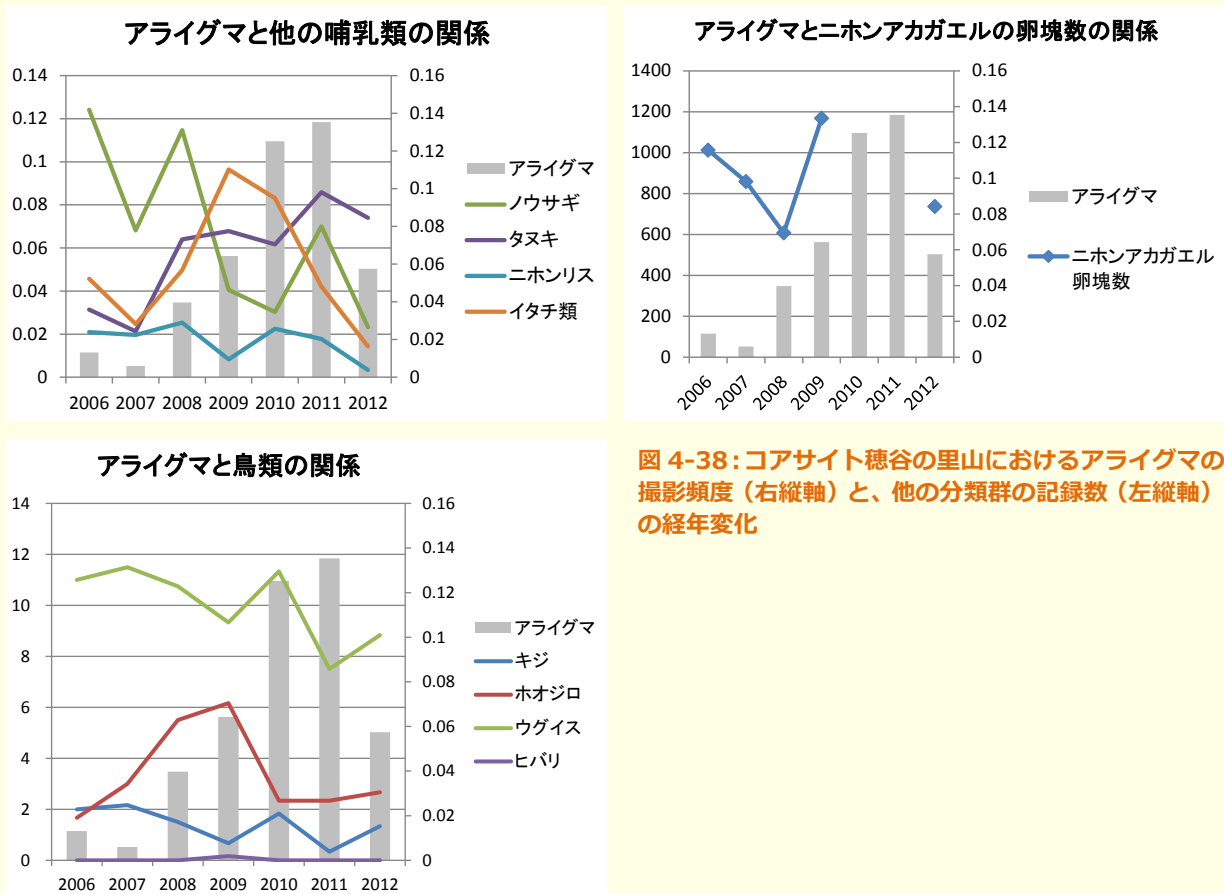 アライグマと他の哺乳類の関係
0.14
0.12
0.1
0.08
0.06
0.04
0.02
0
0.16
0.14
0.12
0.1
0.08
0.06
0.04
0.02
0
2006 2007 2008 2009 2010 2011 2012
アライグマ
ノウサギ
タヌキ
ニホンリス
イタチ類
アライグマとニホンアカガエルの卵塊数の関係
1400
1200
1000
800
600
400
200
0
0.16
0.14
0.12
0.1
0.08
0.06
0.04
0.02
0
2006 2007 2008 2009 2010 2011 2012
アライグマ
ニホンアカガエル
卵塊数
アライグマと鳥類の関係
14
12
10
8
6
4
2
0
0.16
0.14
0.12
0.1
0.08
0.06
0.04
0.02
0
2006 2007 2008 2009 2010 2011 2012
アライグマ
キジ
ホオジロ
ウグイス
ヒバリ
図 4-38：コアサイト穂谷の里山におけるアライグマの
撮影頻度（右縦軸）と、他の分類群の記録数（左縦軸）
の経年変化